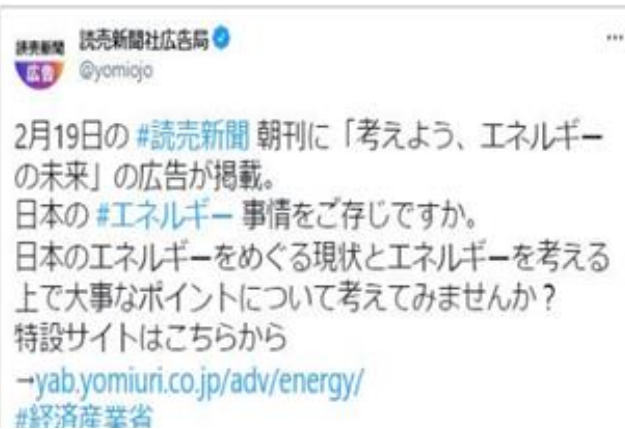 読売新聞社広告局
読売新聞
広告
@yomiojo
2月19日の #読売新聞 朝刊に「考えよう、エネルギー
の未来」の広告が掲載。
日本の #エネルギー 事情をご存じですか。
日本のエネルギーをめぐる現状とエネルギーを考える
上で大事なポイントについて考えてみませんか？
特設サイトはこちらから
→yab.yomiuri.co.jp/adv/energy/
#経済産業省